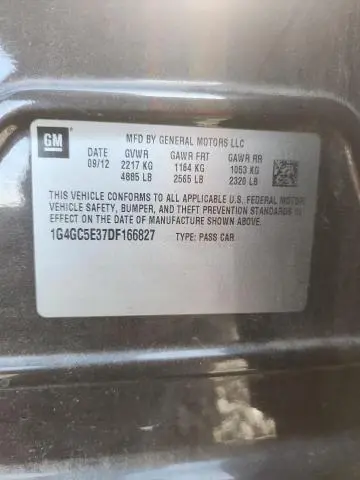 GM
MFD BY GENERAL MOTORS LLC
DATE GVWR GAWR FRT GAWR RR
09/12 2217 KG 1164 KG 1053 KG
4885 LB 2565 LB 2320 LB
THIS VEHICLE CONFORMS TO ALL APPLICABLE U.S. FEDERAL MOTOR
VEHICLE SAFETY, BUMPER, AND THEFT PREVENTION STANDARDS IN
EFFECT ON THE DATE OF MANUFACTURE SHOWN ABOVE.
1G4GC5E37DF166827 TYPE: PASS CAR